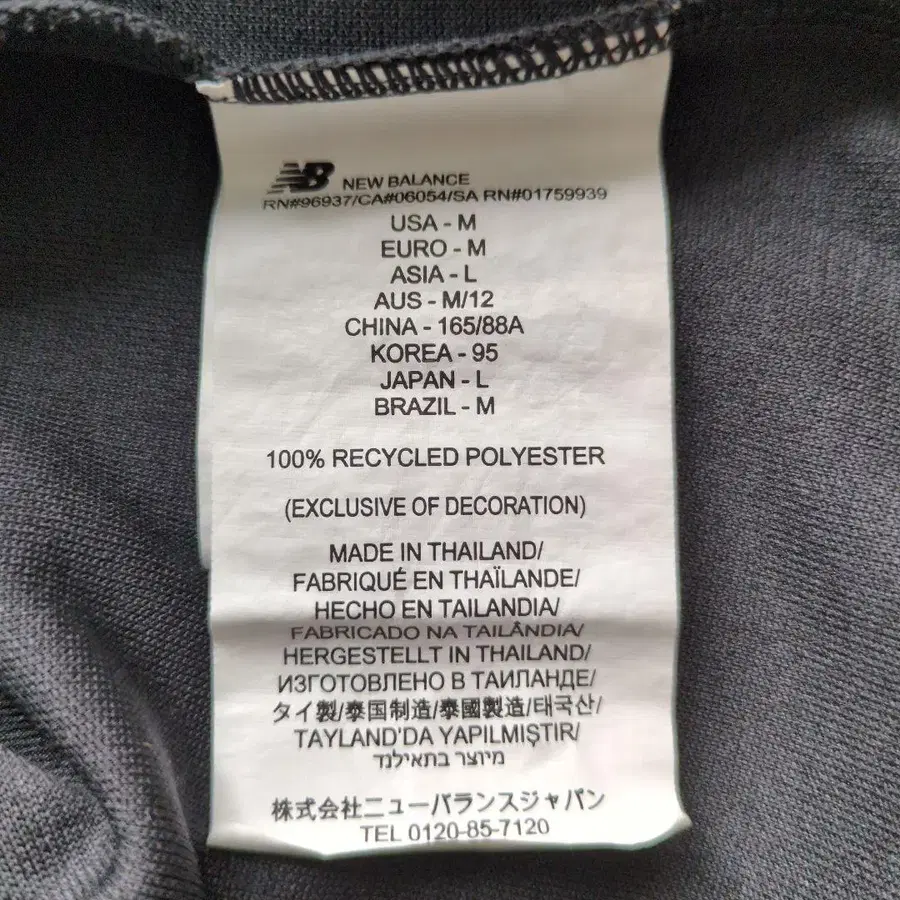 NB NEW BALANCE
RN#96937/CA#06054/SA RN#01759939
USA - M
EURO - M
ASIA - L
AUS - M/12
CHINA - 165/88A
KOREA - 95
JAPAN - L
BRAZIL - M
100% RECYCLED POLYESTER
(EXCLUSIVE OF DECORATION)
MADE IN THAILAND/
FABRIQUÉ EN THAÏLANDE/
HECHO EN TAILANDIA/
FABRICADO NA TAILÂNDIA/
HERGESTELLT IN THAILAND/
ИЗГОТОВЛЕНО В ТАИЛАНДЕ/
タイ製/泰国制造/泰國製造/태국산/
TAYLAND'DA YAPILMIŞTIR/
מיוצר בתאילנד
株式会社ニューバランスジャパン
TEL 0120-85-7120